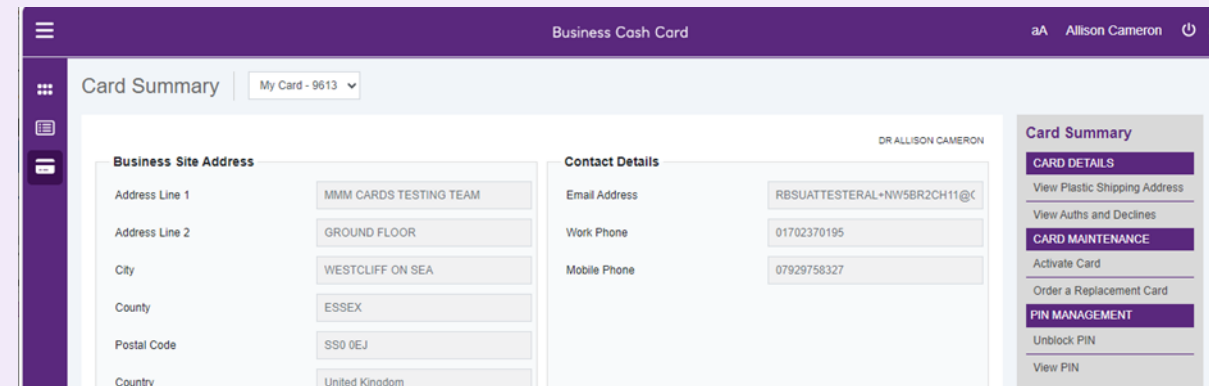 Business Cash Card
aA Allison Cameron
Card Summary My Card - 9613
DR ALLISON CAMERON
Business Site Address
Address Line 1 MMM CARDS TESTING TEAM
Address Line 2 GROUND FLOOR
City WESTCLIFF ON SEA
County ESSEX
Postal Code SS0 0EJ
Country United Kingdom
Contact Details
Email Address RBSUATTESTERAL+NW5BR2CH11@
Work Phone 01702370195
Mobile Phone 07929758327
Card Summary
CARD DETAILS
View Plastic Shipping Address
View Auths and Declines
CARD MAINTENANCE
Activate Card
Order a Replacement Card
PIN MANAGEMENT
Unblock PIN
View PIN